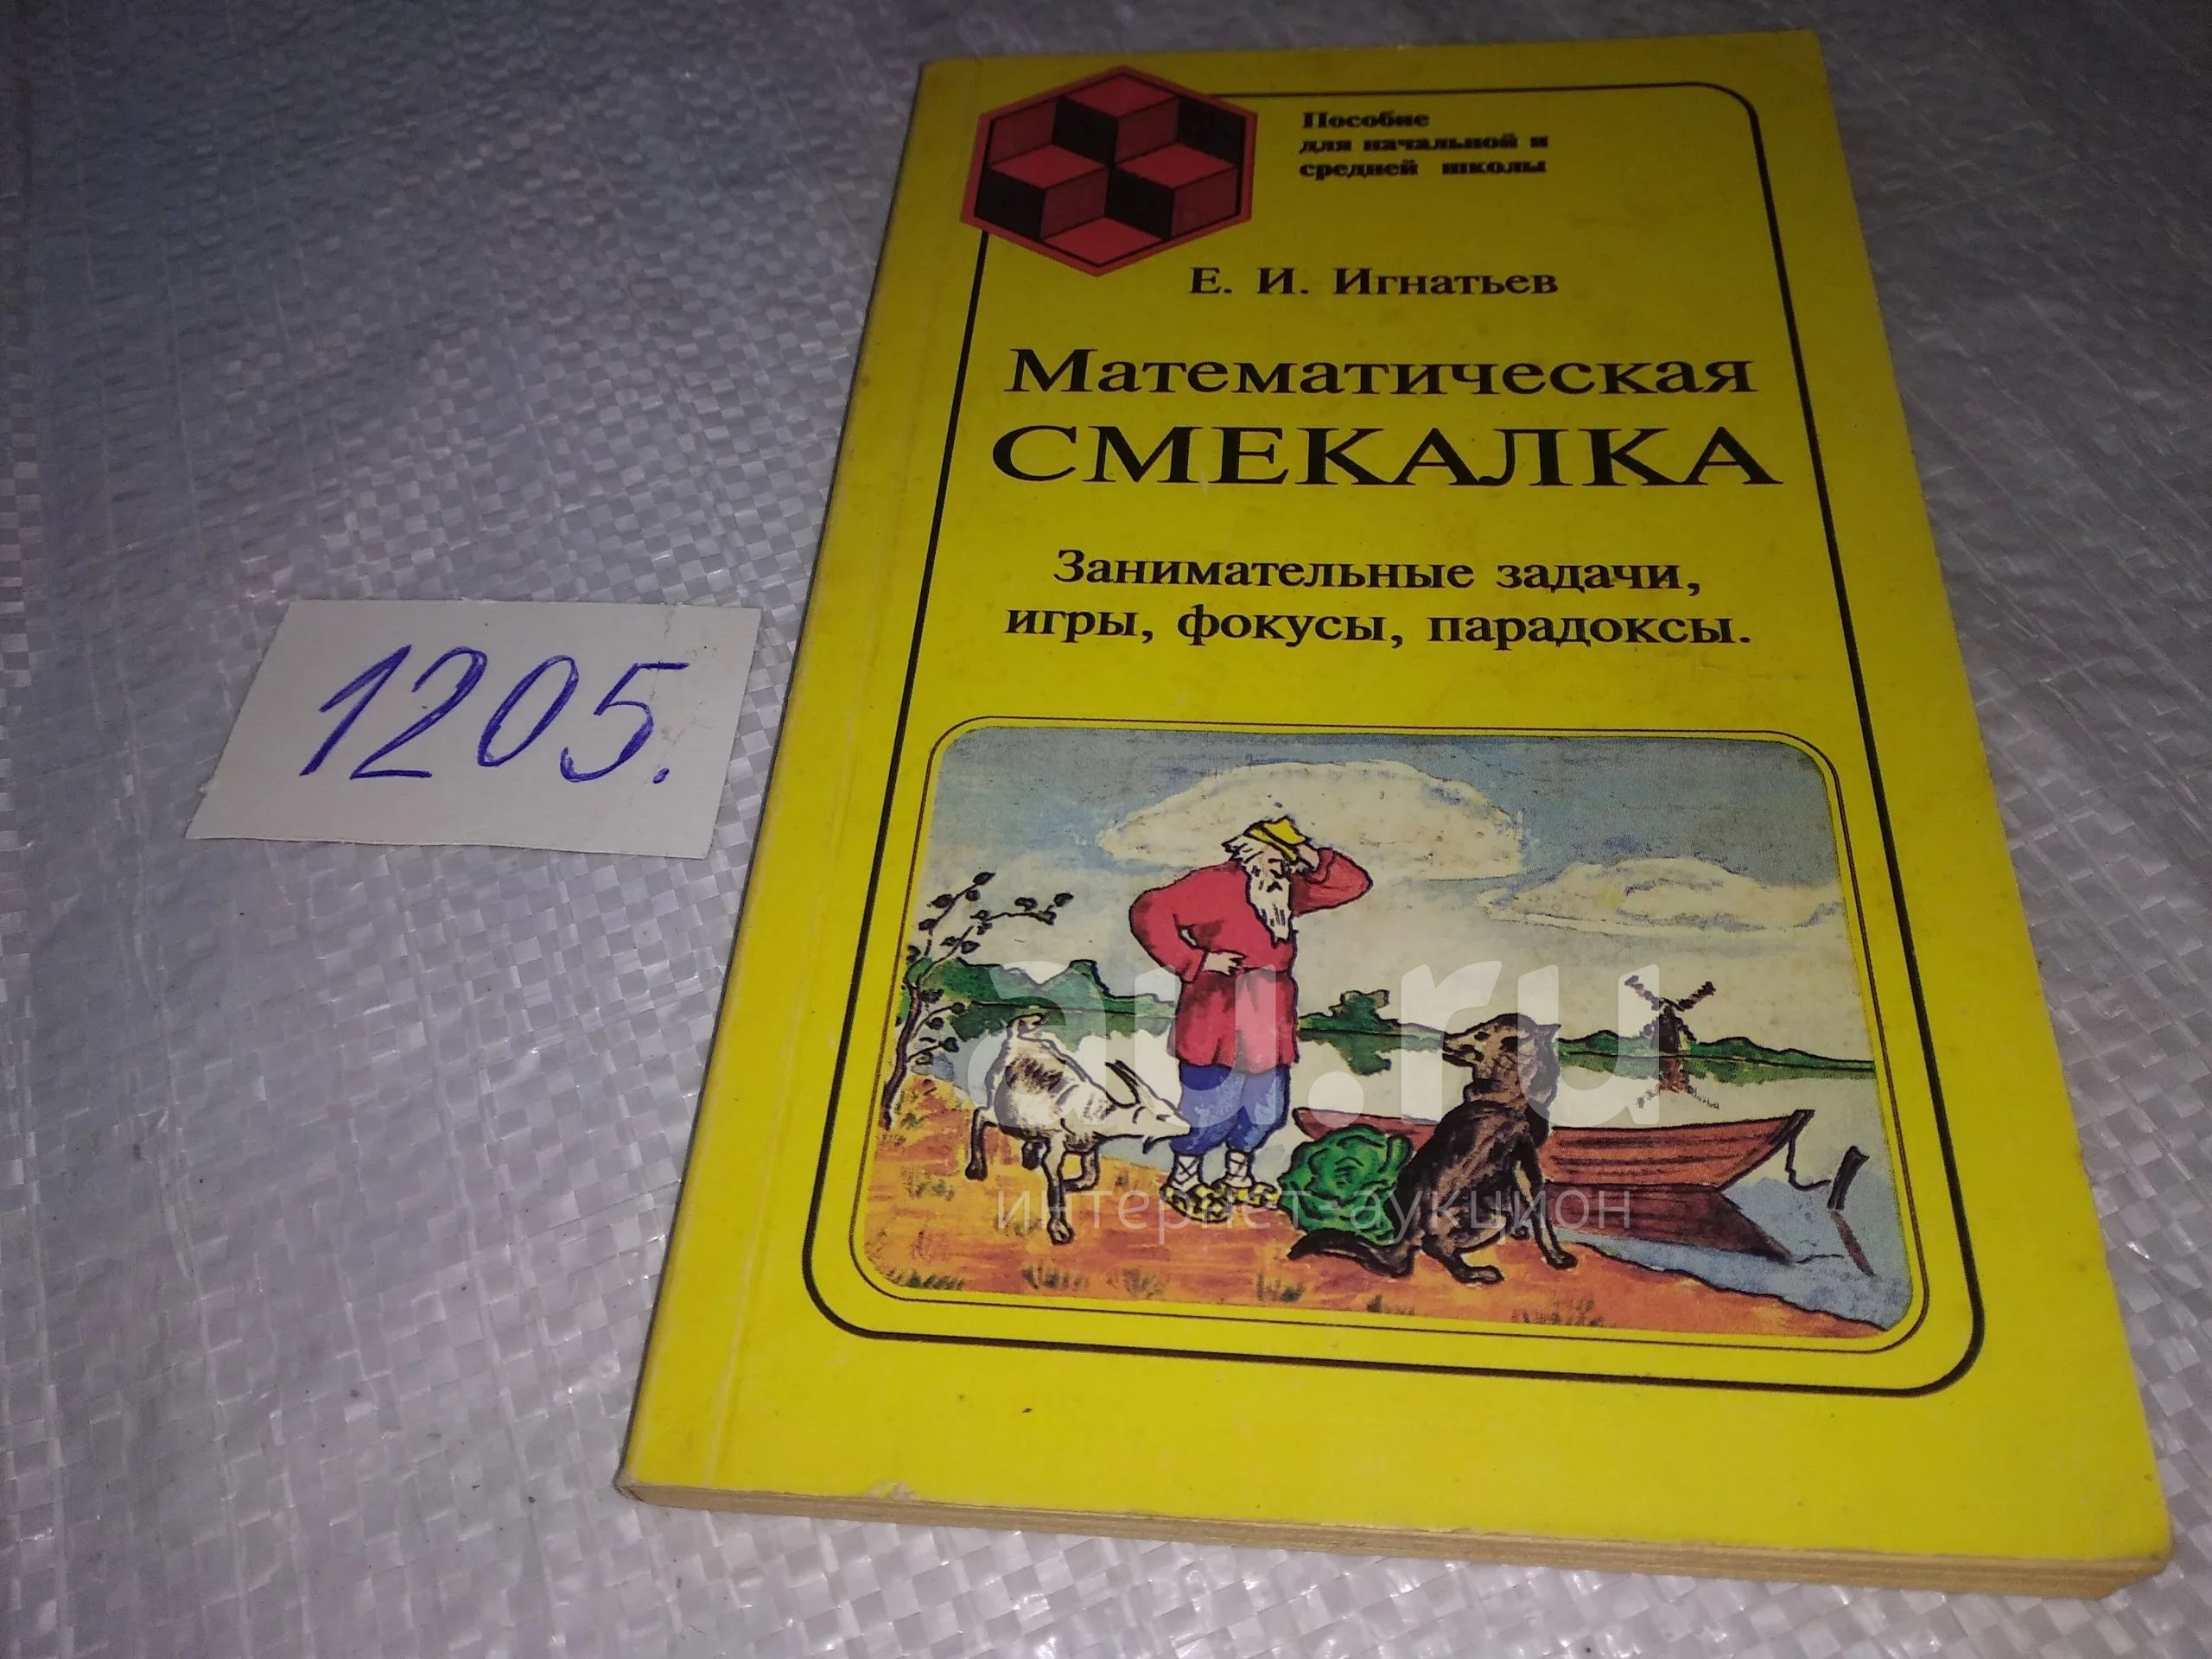 Пособие
для начальной и
средней школы
Е. И. Игнатьев
Математическая
СМЕКАЛКА
Занимательные задачи,
игры, фокусы, парадоксы.
1205.
au.ru
интернет-аукцион